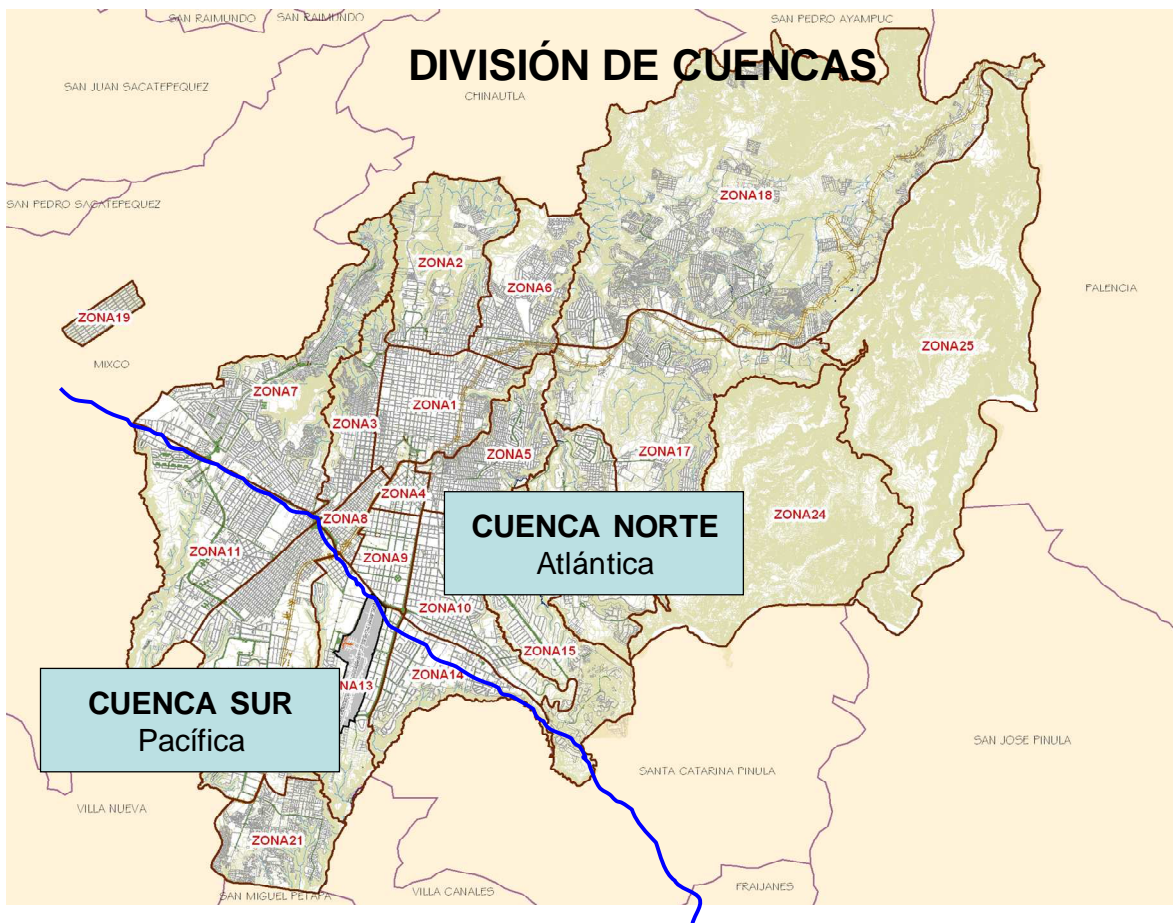 SAN RAIMUNDO
SAN RAIMUNDO
SAN PEDRO AYAMPUC
DIVISIÓN DE CUENCAS
SAN JUAN SACATEPEQUEZ
CHINAUTLA
ZONA18
SAN PEDRO SACATEPEQUEZ
ZONA2
ZONA6
PALENCIA
ZONA19
ZONA25
MIXCO
ZONA7
ZONA1
ZONA3
ZONA5
ZONA17
ZONA4
CUENCA NORTE
Atlántica
ZONA24
ZONA8
ZONA11
ZONA9
ZONA10
ZONA15
ZONA14
NA13
CUENCA SUR
Pacífica
SAN JOSE PINULA
SANTA CATARINA PINULA
VILLA NUEVA
ZONA21
SAN MIGUEL PETAPA
VILLA CANALES
FRAIJANES